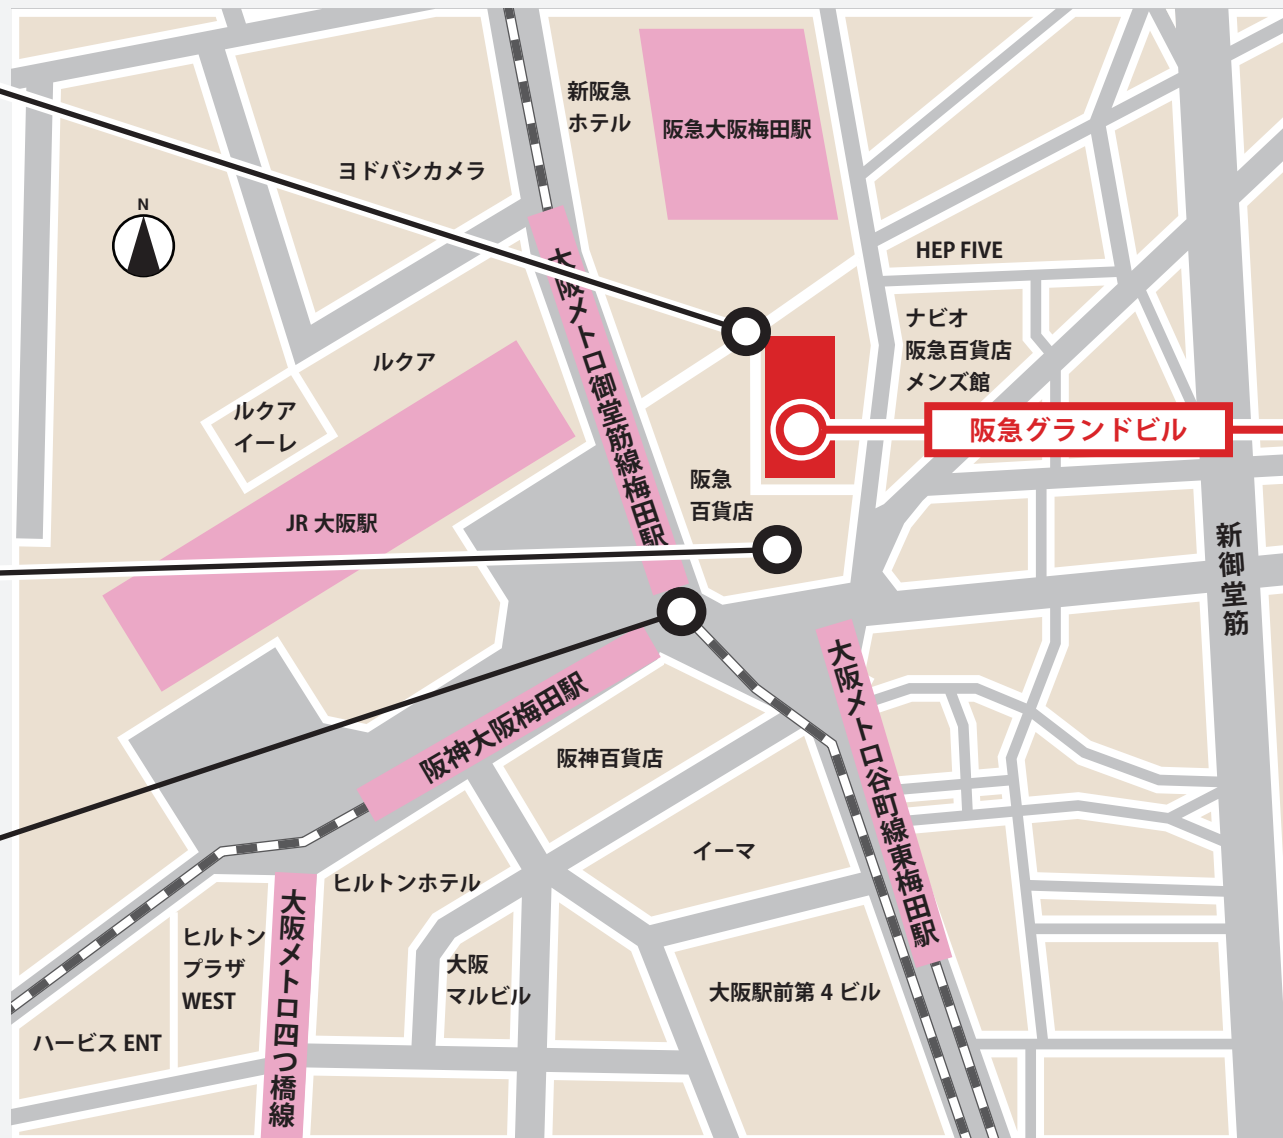 新阪急
ホテル
阪急大阪梅田駅
ヨドバシカメラ
N
HEP FIVE
大阪メトロ御堂筋線梅田駅
ナビオ
阪急百貨店
メンズ館
ルクア
ルクア
イーレ
阪急グランドビル
阪急
百貨店
JR 大阪駅
新御堂筋
大阪メトロ谷町線東梅田駅
阪神大阪梅田駅
阪神百貨店
イーマ
ヒルトンホテル
大阪メトロ四つ橋線
ヒルトン
プラザ
WEST
大阪
マルビル
大阪駅前第 4 ビル
ハービス ENT